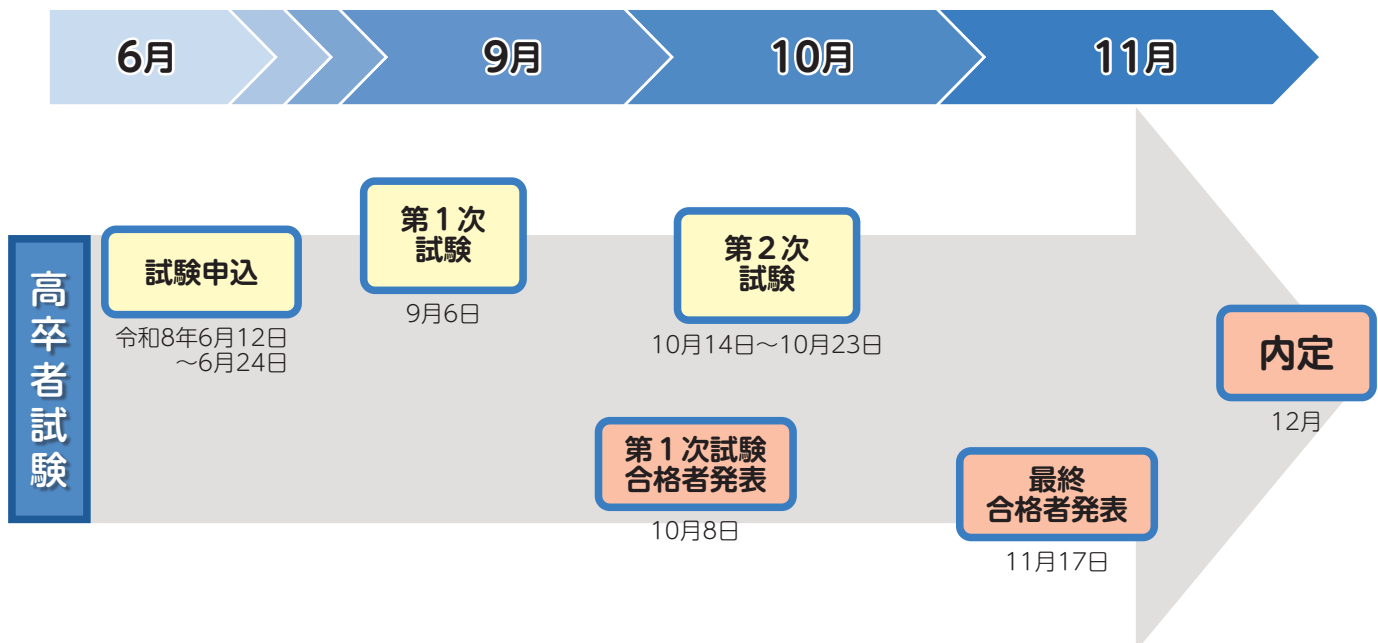 6月
9月
10月
11月
高卒者試験
試験申込
令和8年6月12日
～6月24日
第１次
試験
9月6日
第２次
試験
10月14日～10月23日
第１次試験
合格者発表
10月8日
最終
合格者発表
11月17日
内定
12月